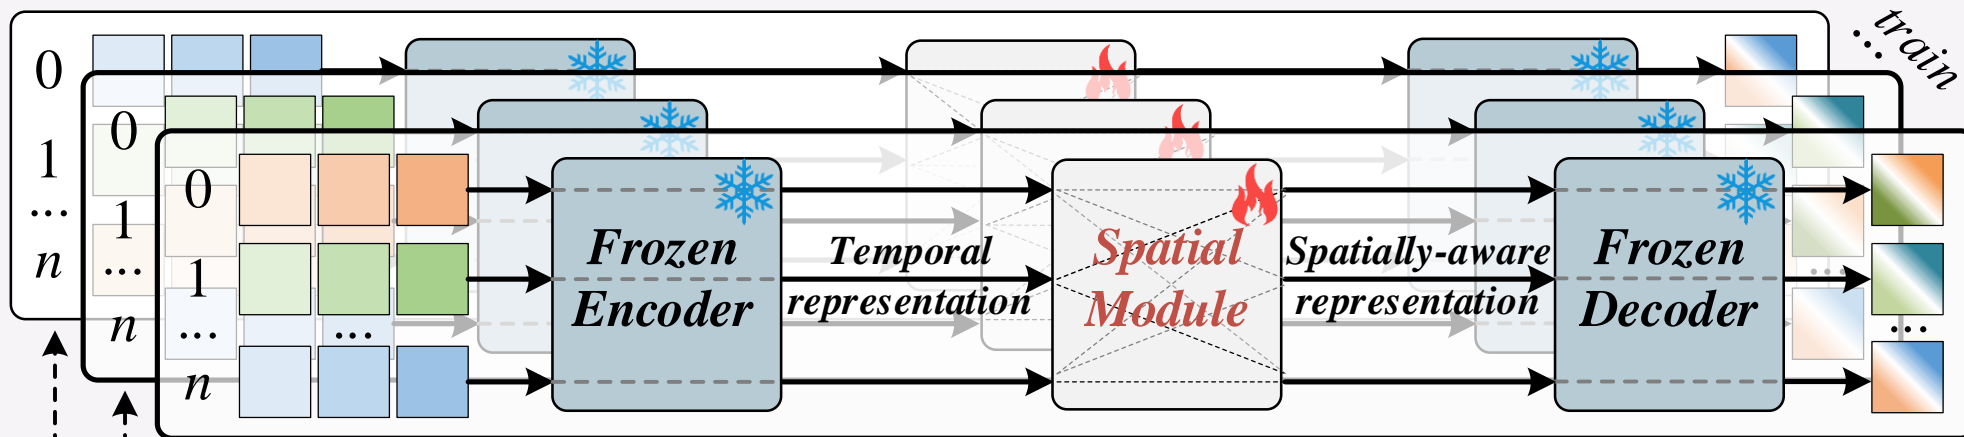 0
1
...
n
0
1
...
n
0
1
...
n
...
Frozen
Encoder
Temporal
representation
Spatial
Module
Spatially-aware
representation
Frozen
Decoder
...
...
...
train